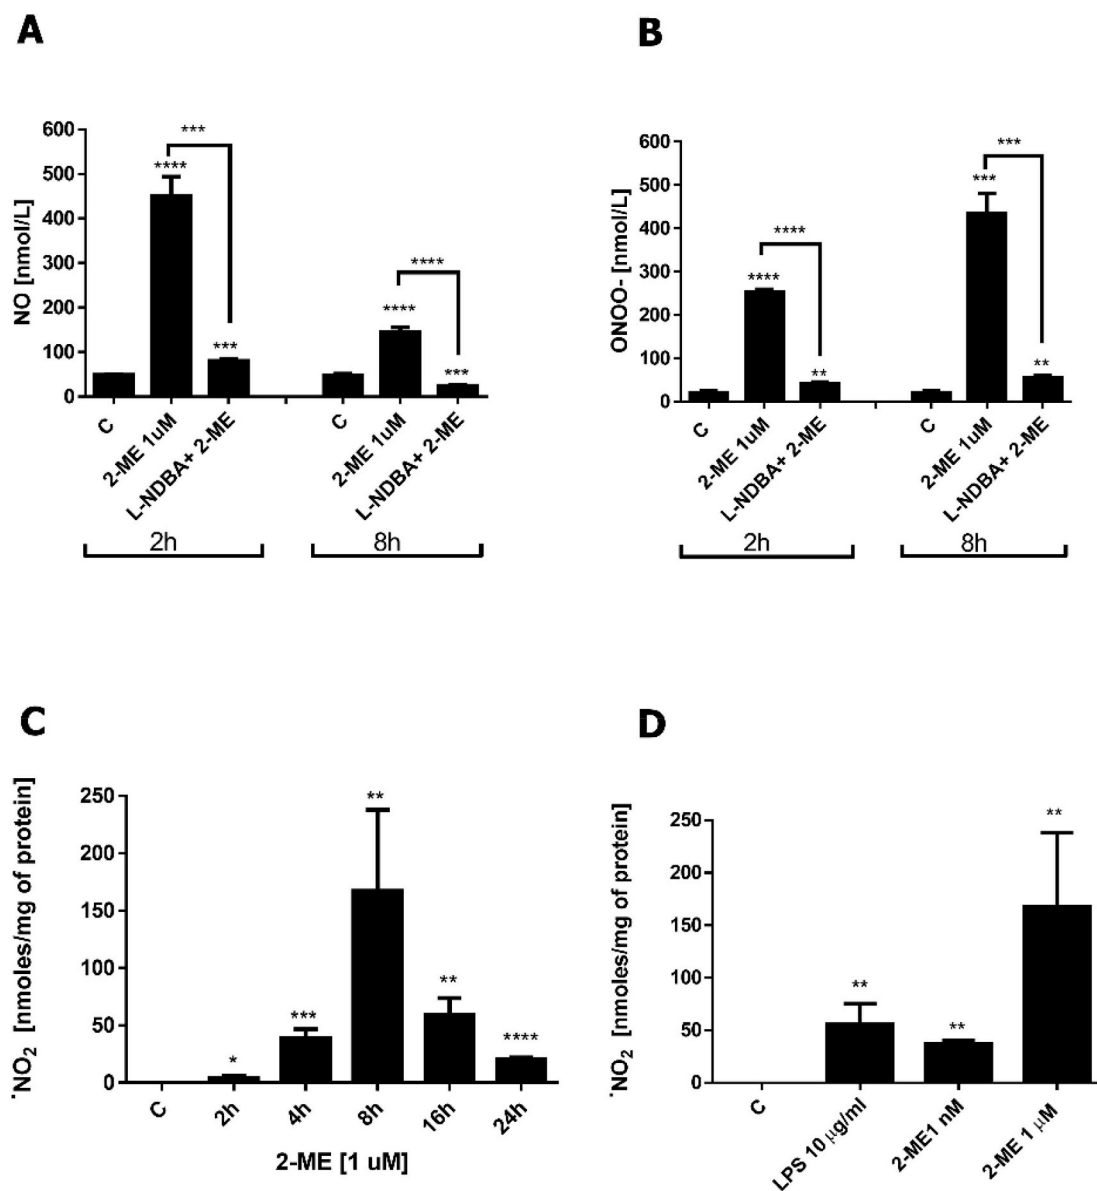 A
NO [nmol/L]
600
500
400
300
200
100
0
***
****
***
****
****
***
C
2-ME 1uM
L-NDBA+ 2-ME
C
2-ME 1uM
L-NDBA+ 2-ME
2h
8h
B
ONOO- [nmol/L]
600
500
400
300
200
100
0
****
****
**
***
***
**
C
2-ME 1uM
L-NDBA+ 2-ME
C
2-ME 1uM
L-NDBA+ 2-ME
2h
8h
C
˙NO₂ [nmoles/mg of protein]
250
200
150
100
50
0
*
***
**
**
****
C
2h
4h
8h
16h
24h
2-ME [1 uM]
D
˙NO₂ [nmoles/mg of protein]
250
200
150
100
50
0
**
**
**
C
LPS 10 μg/ml
2-ME1 nM
2-ME 1 μM